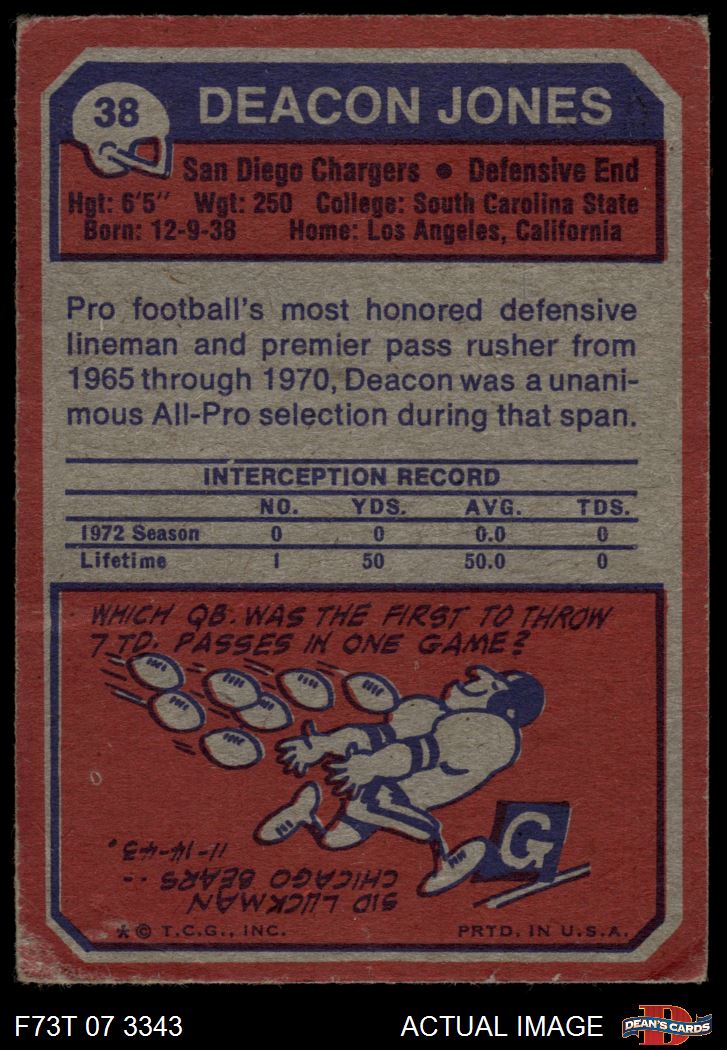 38 DEACON JONES
San Diego Chargers • Defensive End
Hgt: 6'5" Wgt: 250 College: South Carolina State
Born: 12-9-38 Home: Los Angeles, California
Pro football's most honored defensive
lineman and premier pass rusher from
1965 through 1970, Deacon was a unani-
mous All-Pro selection during that span.
INTERCEPTION RECORD
NO. YDS. AVG. TDS.
1972 Season 0 0 0.0 0
Lifetime 1 50 50.0 0
WHICH QB. WAS THE FIRST TO THROW
7 TD. PASSES IN ONE GAME?
G
SID LUCKMAN
CHICAGO BEARS --
11-14-43.
* © T.C.G., INC. PRTD. IN U.S.A.
F73T 07 3343 ACTUAL IMAGE D DEAN'S CARDS